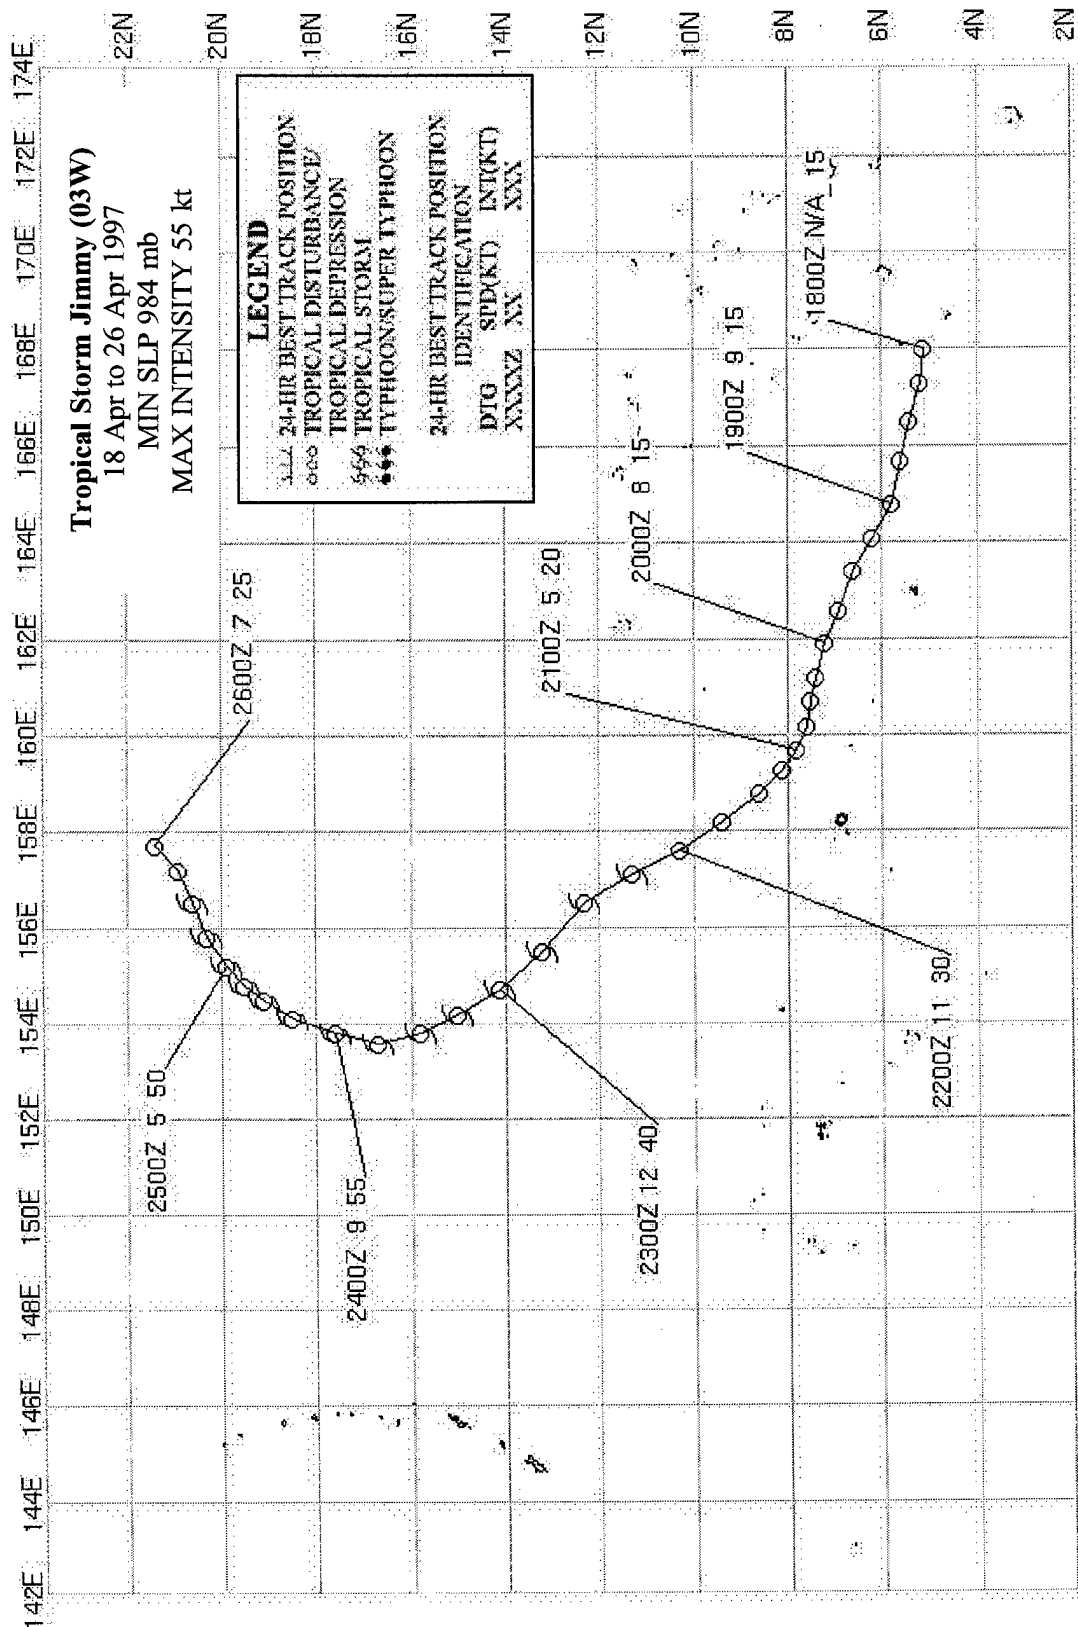 Tropical Storm Jimmy (03W)
18 Apr to 26 Apr 1997
MIN SLP 984 mb
MAX INTENSITY 55 kt
LEGEND
24-HR BEST TRACK POSITION
TROPICAL DISTURBANCE/
TROPICAL DEPRESSION
TROPICAL STORM
TYPHOON/SUPER TYPHOON
24-HR BEST TRACK POSITION
IDENTIFICATION
DTG SPD(KT) INT(KT)
XXXXZ XX XXX
142E 144E 146E 148E 150E 152E 154E 156E 158E 160E 162E 164E 166E 168E 170E 172E 174E
22N
20N
18N
16N
14N
12N
10N
8N
6N
4N
2N
2600Z 7 25
2500Z 5 50
2400Z 9 55
2300Z 12 40
2200Z 11 30
2100Z 5 20
2000Z 8 15
1900Z 9 15
1800Z N/A 15